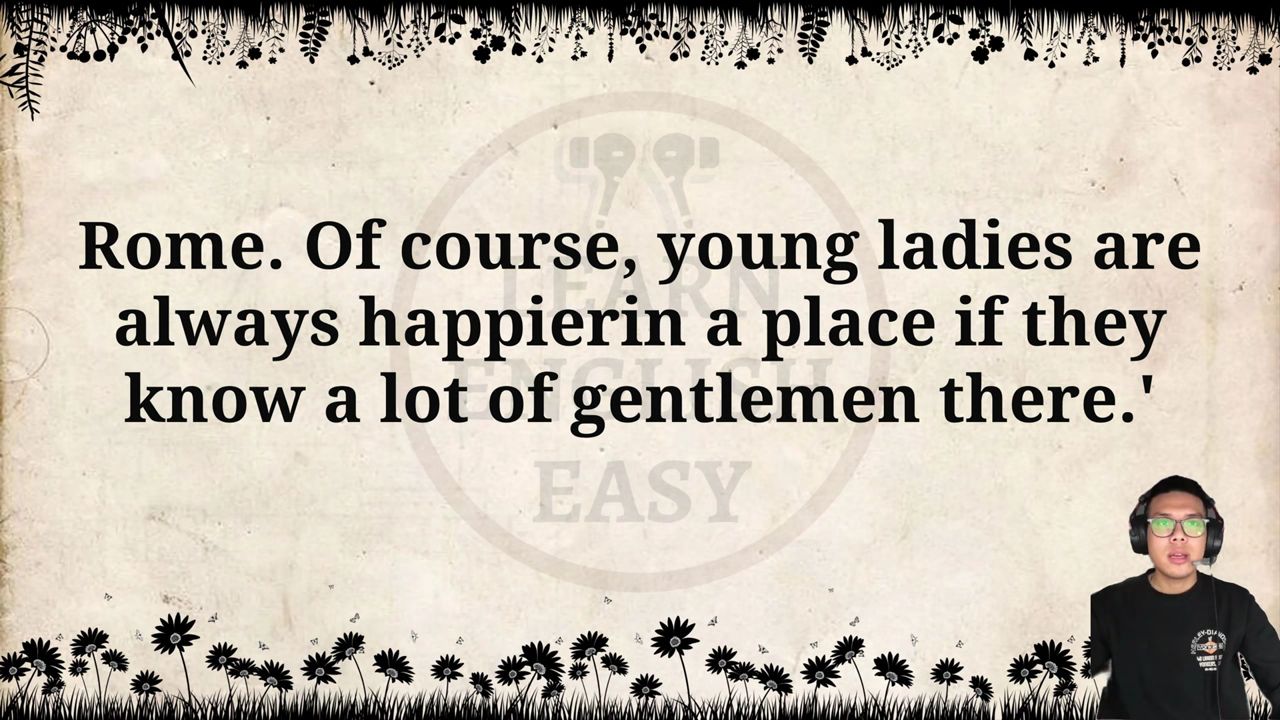 Rome. Of course, young ladies are
always happierin a place if they
know a lot of gentlemen there.'
LEARN
ENGLISH
EASY